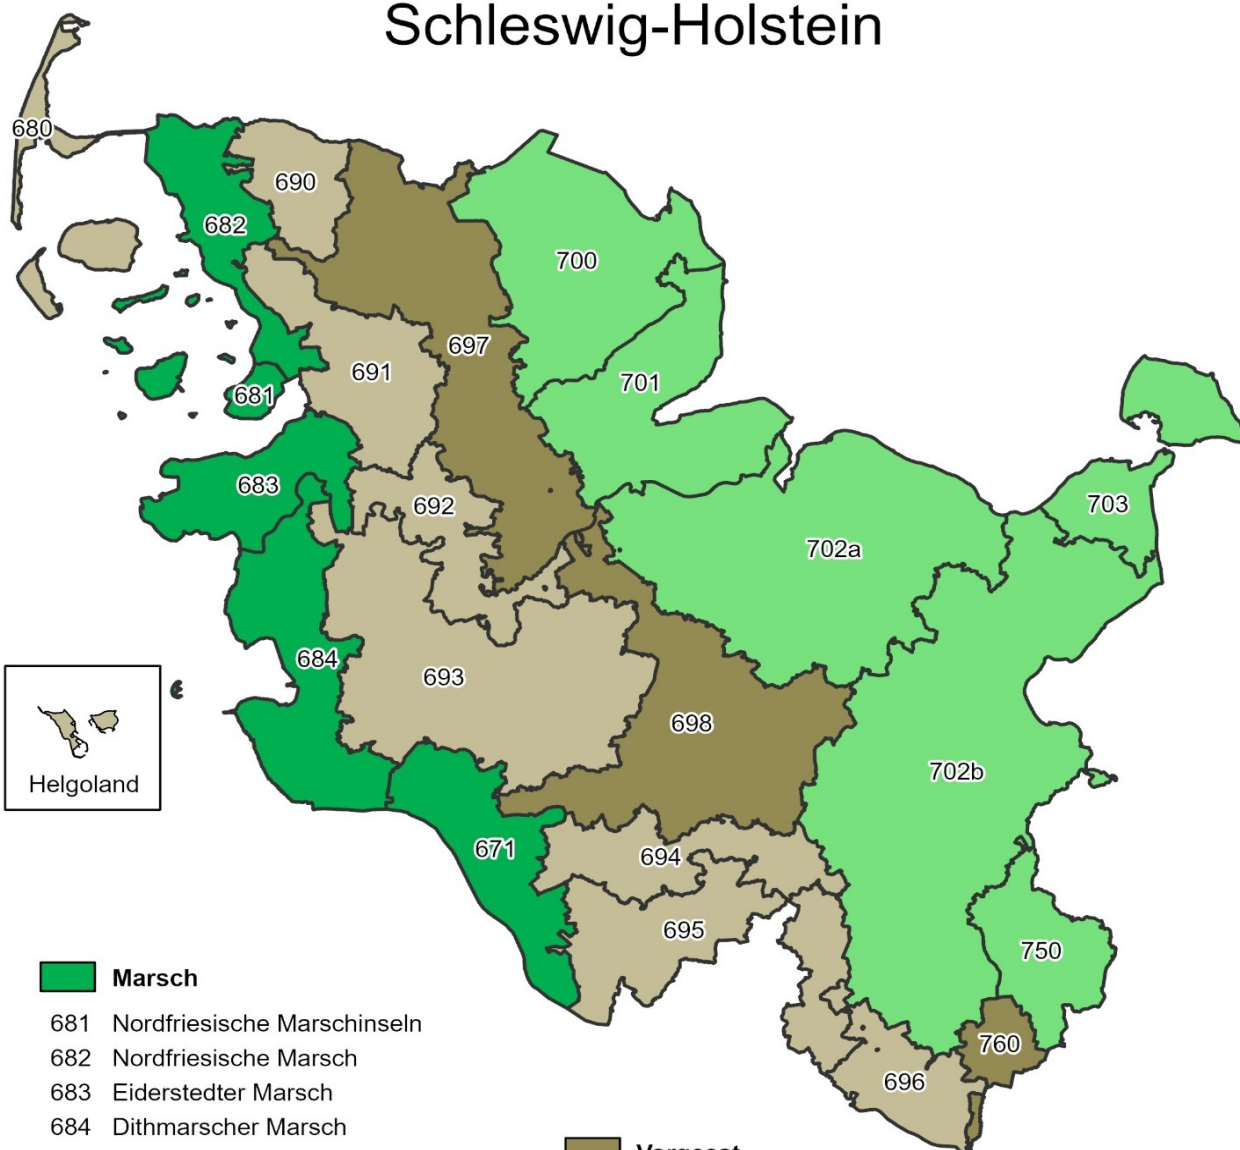 Schleswig-Holstein
680
690
682
700
697
691
701
681
683
692
703
702a
684
693
698
Helgoland
702b
671
694
695
750
760
696
Marsch
681 Nordfriesische Marschinseln
682 Nordfriesische Marsch
683 Eiderstedter Marsch
684 Dithmarscher Marsch